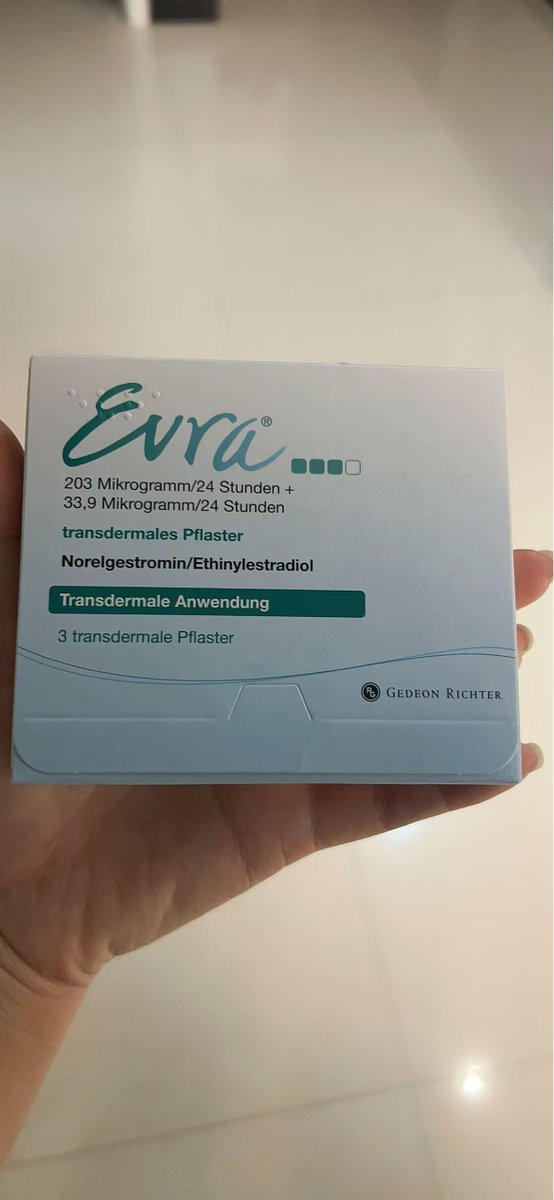 Evra®
203 Mikrogramm/24 Stunden +
33,9 Mikrogramm/24 Stunden
transdermales Pflaster
Norelgestromin/Ethinylestradiol
Transdermale Anwendung
3 transdermale Pflaster
RG GEDEON RICHTER